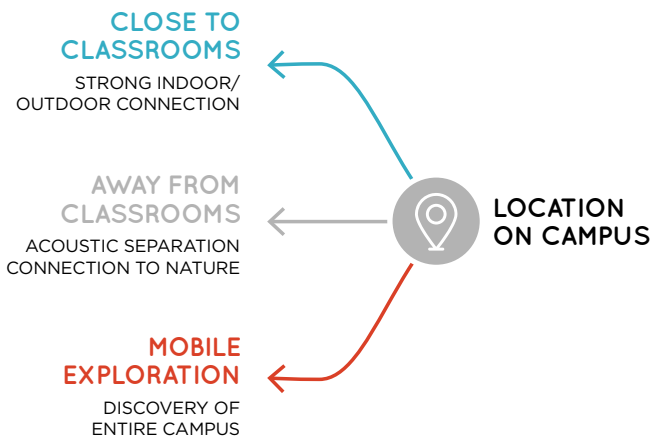 CLOSE TO
CLASSROOMS
STRONG INDOOR/
OUTDOOR CONNECTION
AWAY FROM
CLASSROOMS
ACOUSTIC SEPARATION
CONNECTION TO NATURE
LOCATION
ON CAMPUS
MOBILE
EXPLORATION
DISCOVERY OF
ENTIRE CAMPUS